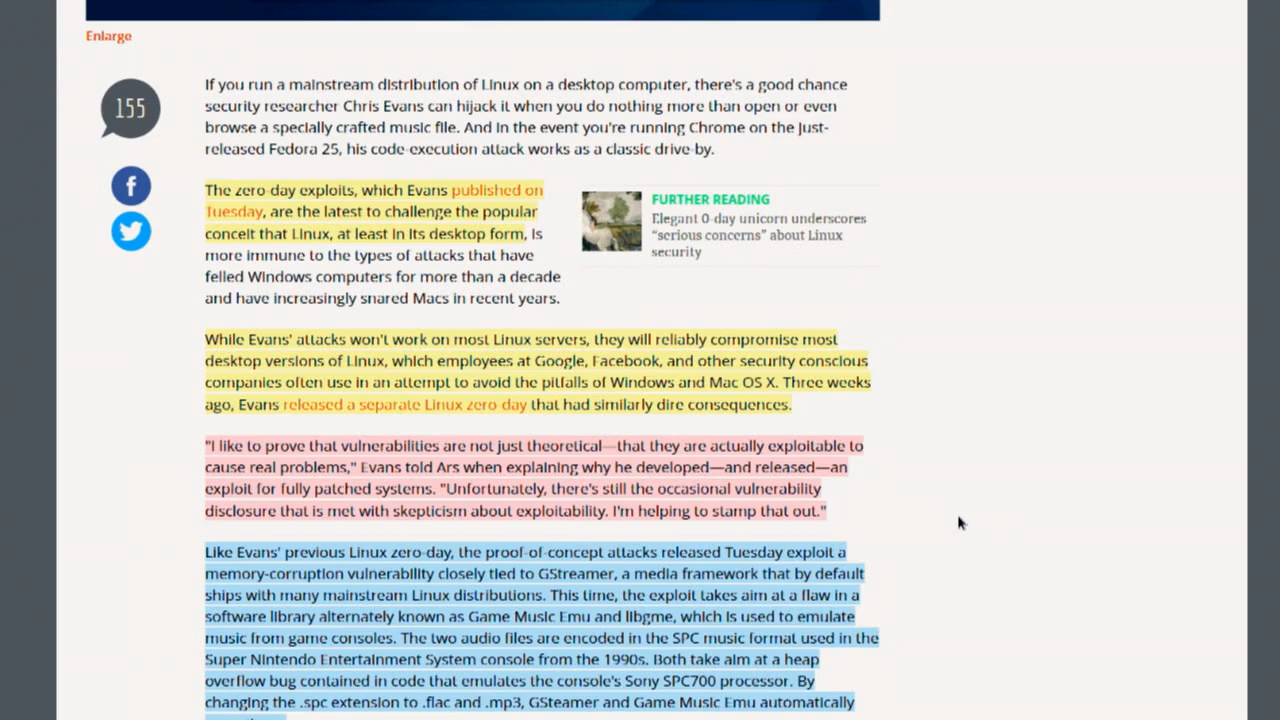 Enlarge
155
If you run a mainstream distribution of Linux on a desktop computer, there's a good chance
security researcher Chris Evans can hijack it when you do nothing more than open or even
browse a specially crafted music file. And in the event you're running Chrome on the just-
released Fedora 25, his code-execution attack works as a classic drive-by.
The zero-day exploits, which Evans published on
Tuesday, are the latest to challenge the popular
conceit that Linux, at least in its desktop form, is
more immune to the types of attacks that have
felled Windows computers for more than a decade
and have increasingly snared Macs in recent years.
FURTHER READING
Elegant 0-day unicorn underscores
“serious concerns” about Linux
security
While Evans' attacks won't work on most Linux servers, they will reliably compromise most
desktop versions of Linux, which employees at Google, Facebook, and other security conscious
companies often use in an attempt to avoid the pitfalls of Windows and Mac OS X. Three weeks
ago, Evans released a separate Linux zero-day that had similarly dire consequences.
"I like to prove that vulnerabilities are not just theoretical—that they are actually exploitable to
cause real problems," Evans told Ars when explaining why he developed—and released—an
exploit for fully patched systems. "Unfortunately, there's still the occasional vulnerability
disclosure that is met with skepticism about exploitability. I'm helping to stamp that out."
Like Evans' previous Linux zero-day, the proof-of-concept attacks released Tuesday exploit a
memory-corruption vulnerability closely tied to GStreamer, a media framework that by default
ships with many mainstream Linux distributions. This time, the exploit takes aim at a flaw in a
software library alternately known as Game Music Emu and libgme, which is used to emulate
music from game consoles. The two audio files are encoded in the SPC music format used in the
Super Nintendo Entertainment System console from the 1990s. Both take aim at a heap
overflow bug contained in code that emulates the console's Sony SPC700 processor. By
changing the .spc extension to .flac and .mp3, GSteamer and Game Music Emu automatically